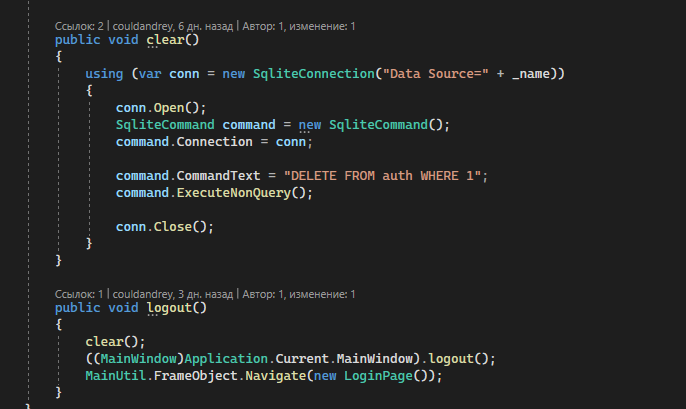 Ссылок: 2 | couldandrey, 6 дн. назад | Автор: 1, изменение: 1
public void clear()
{
using (var conn = new SqliteConnection("Data Source=" + _name))
{
conn.Open();
SqliteCommand command = new SqliteCommand();
command.Connection = conn;
command.CommandText = "DELETE FROM auth WHERE 1";
command.ExecuteNonQuery();
conn.Close();
}
}
Ссылок: 1 | couldandrey, 3 дн. назад | Автор: 1, изменение: 1
public void logout()
{
clear();
((MainWindow)Application.Current.MainWindow).logout();
MainUtil.FrameObject.Navigate(new LoginPage());
}
}